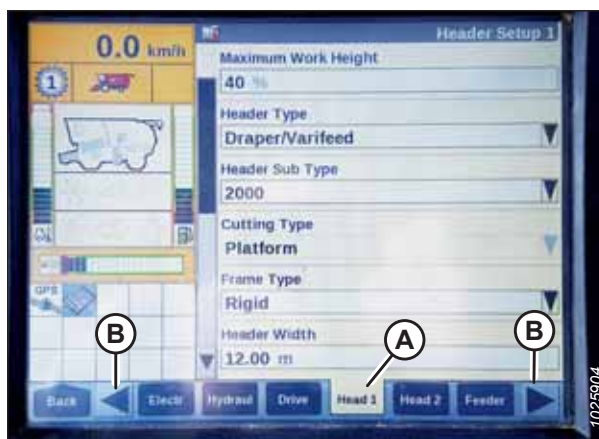 0.0 km/h
Header Setup 1
1
Maximum Work Height
40 %
Header Type
Draper/Varifeed
Header Sub Type
2000
Cutting Type
Platform
Frame Type
Rigid
GPS
Header Width
12.00 m
B
A
B
Back Electr Hydraul Drive Head 1 Head 2 Feeder
1025904